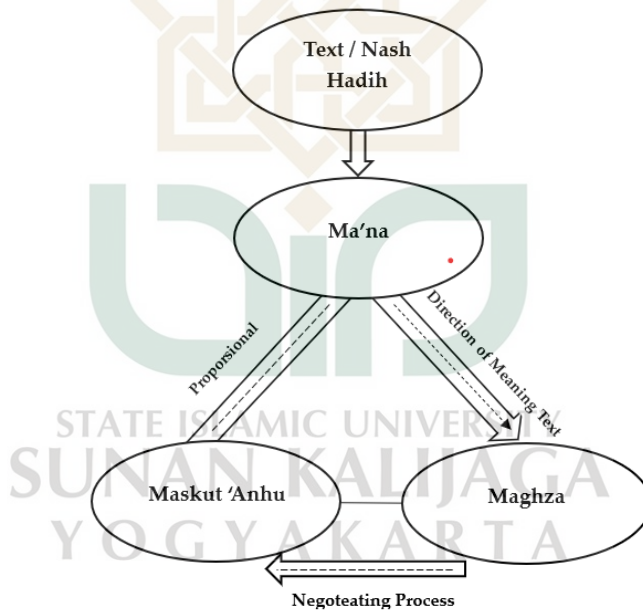 Text / Nash
Hadih
Ma'na
Proporsional
Direction of Meaning Text
STATE ISLAMIC UNIVERSITY
SUNAN KALIJAGA
YOGYAKARTA
Maskut 'Anhu
Maghza
Negoteating Process